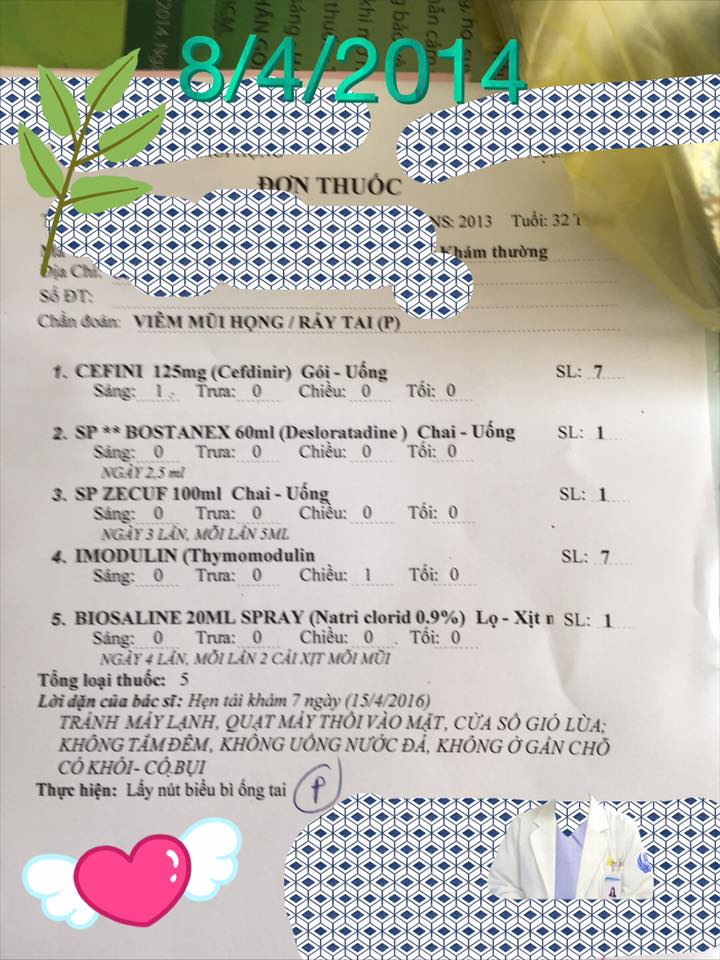 8/4/2014
ĐƠN THUỐC
NS: 2013 Tuổi: 32
Khám thường
Địa Chỉ:
Số ĐT:
Chẩn đoán: VIÊM MŨI HỌNG / RÁY TAI (P)
1. CEFINI 125mg (Cefdinir) Gói - Uống SL: 7
Sáng: 1 Trưa: 0 Chiều: 0 Tối: 0
2. SP ** BOSTANEX 60ml (Desloratadine ) Chai - Uống SL: 1
Sáng: 0 Trưa: 0 Chiều: 0 Tối: 0
NGÀY 2,5 ml
3. SP ZECUF 100ml Chai - Uống SL: 1
Sáng: 0 Trưa: 0 Chiều: 0 Tối: 0
NGÀY 3 LẦN, MỖI LẦN 5ML
4. IMODULIN (Thymomodulin SL: 7
Sáng: 0 Trưa: 0 Chiều: 1 Tối: 0
5. BIOSALINE 20ML SPRAY (Natri clorid 0.9%) Lọ - Xịt SL: 1
Sáng: 0 Trưa: 0 Chiều: 0 Tối: 0
NGÀY 4 LẦN, MỖI LẦN 2 CÁI XỊT MỖI MŨI
Tổng loại thuốc: 5
Lời dặn của bác sĩ: Hẹn tái khám 7 ngày (15/4/2016)
TRÁNH MÁY LẠNH, QUẠT MÁY THỔI VÀO MẶT, CỬA SỔ GIÓ LÙA;
KHÔNG TẮM ĐÊM, KHÔNG UỐNG NƯỚC ĐÁ, KHÔNG Ở GẦN CHỖ
CÓ KHÓI- CÓ BỤI
Thực hiện: Lấy nút biểu bì ống tai P